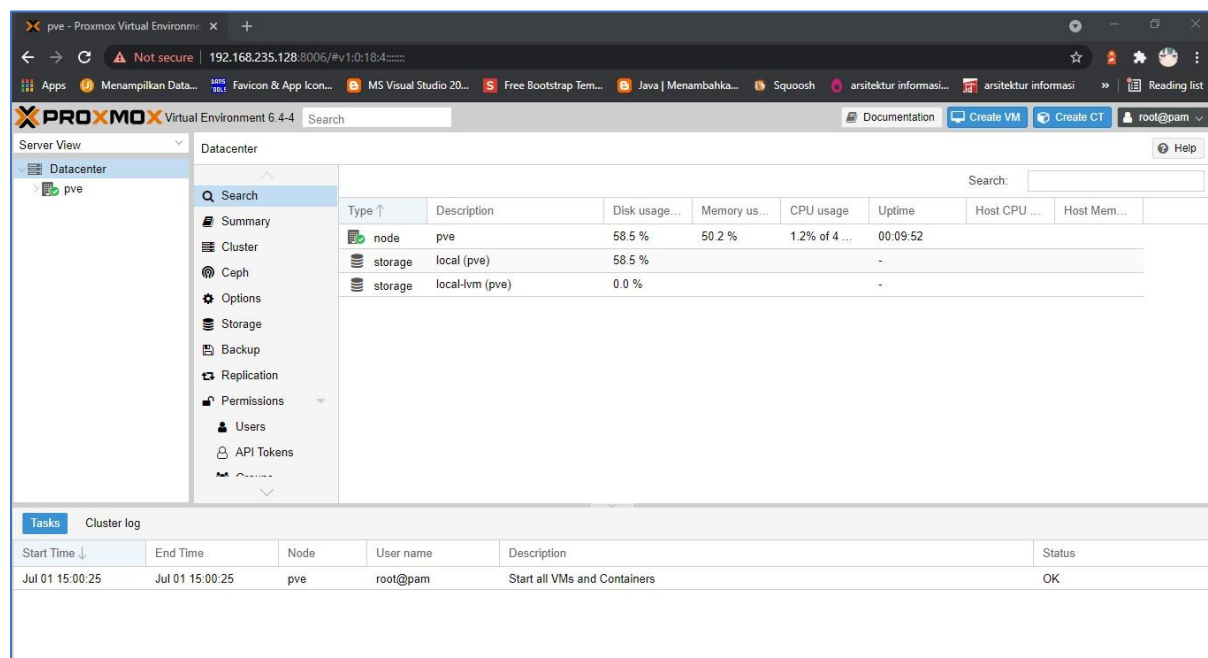 pve - Proxmox Virtual Environme
Not secure 192.168.235.128:8006/#v1:0:18:4:::::::
Apps Menampilkan Data... Favicon & App Icon... MS Visual Studio 20... Free Bootstrap Tem... Java | Menambahka... Squoosh arsitektur informasi... arsitektur informasi » Reading list
PROXMOX Virtual Environment 6.4-4 Search Documentation Create VM Create CT root@pam
Server View
Datacenter
pve
Datacenter Help
Search
Summary
Cluster
Ceph
Options
Storage
Backup
Replication
Permissions
Users
API Tokens
Search:
Type Description Disk usage... Memory us... CPU usage Uptime Host CPU ... Host Mem...
node pve 58.5 % 50.2 % 1.2% of 4 ... 00:09:52
storage local (pve) 58.5 % -
storage local-lvm (pve) 0.0 % -
Tasks Cluster log
Start Time End Time Node User name Description Status
Jul 01 15:00:25 Jul 01 15:00:25 pve root@pam Start all VMs and Containers OK